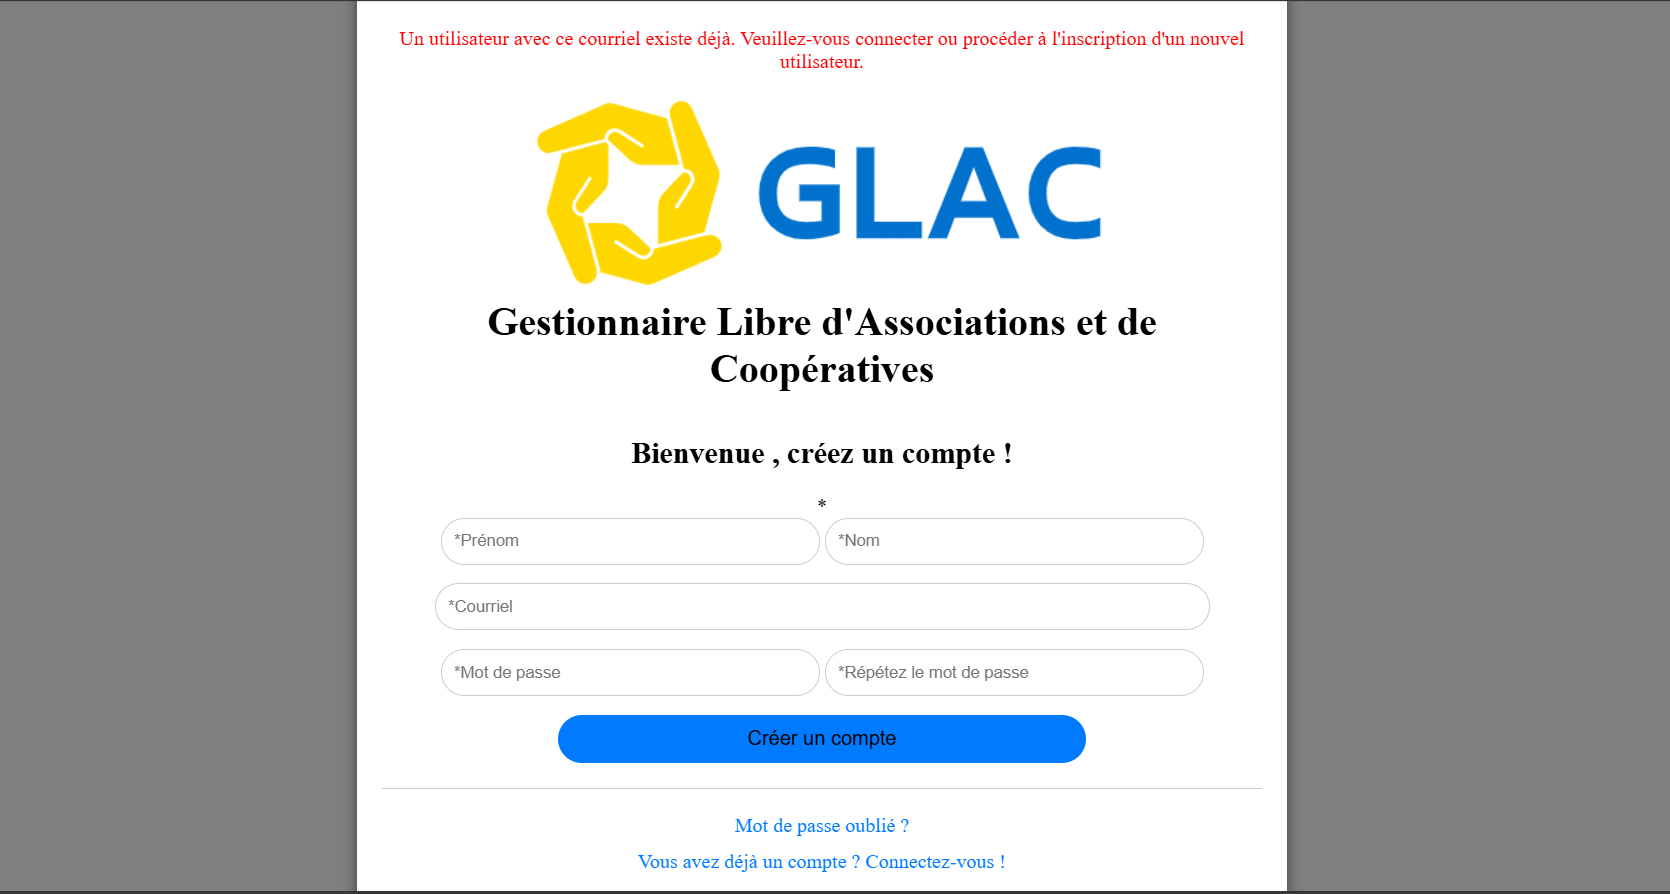 Un utilisateur avec ce courriel existe déjà. Veuillez-vous connecter ou procéder à l'inscription d'un nouvel
utilisateur.
GLAC
Gestionnaire Libre d'Associations et de
Coopératives
Bienvenue , créez un compte !
*
*Prénom *Nom
*Courriel
*Mot de passe *Répétez le mot de passe
Créer un compte
Mot de passe oublié ?
Vous avez déjà un compte ? Connectez-vous !